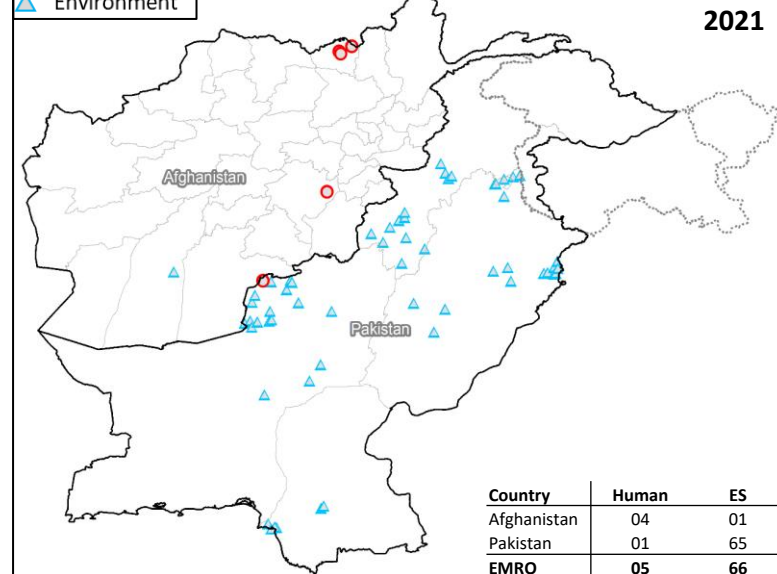 Environment
2021
Afghanistan
Pakistan
Country Human ES
Afghanistan 04 01
Pakistan 01 65
EMRO 05 66